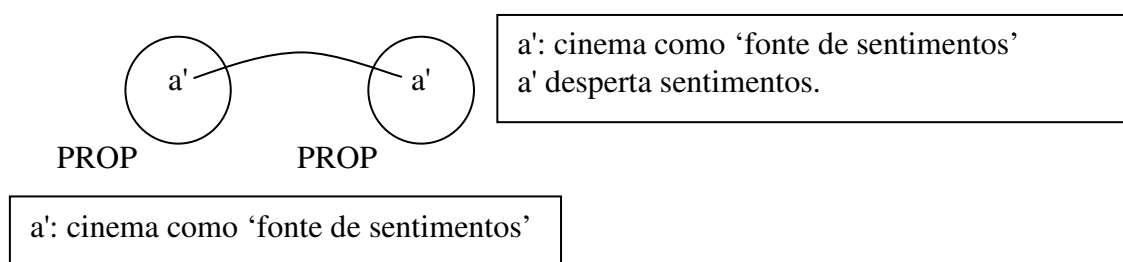 a'
a'
a': cinema como ‘fonte de sentimentos’
a' desperta sentimentos.
PROP
PROP
a': cinema como ‘fonte de sentimentos’